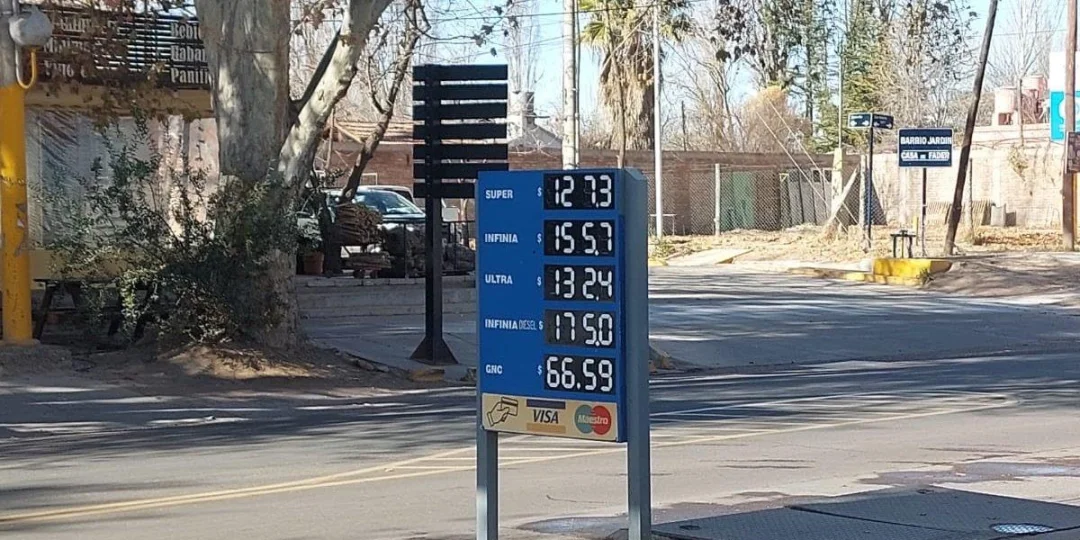 SUPER $ 127.3
INFINIA $ 155.7
ULTRA $ 132.4
INFINIA DIESEL $ 175.0
GNC $ 66.59
VISA
Maestro
BARRIO JARDIN
CASA DE FADER